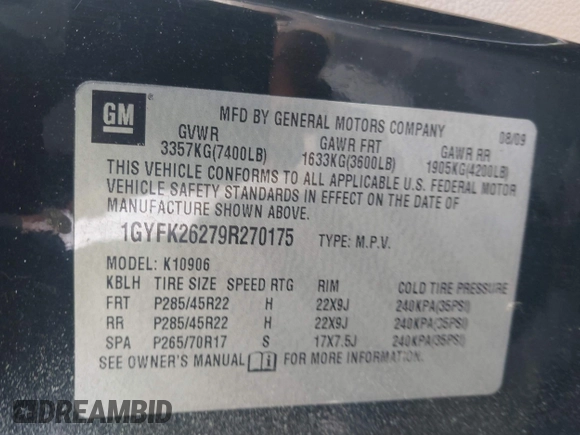 GM
MFD BY GENERAL MOTORS COMPANY 08/09
GVWR GAWR FRT GAWR RR
3357KG(7400LB) 1633KG(3600LB) 1905KG(4200LB)
THIS VEHICLE CONFORMS TO ALL APPLICABLE U.S. FEDERAL MOTOR
VEHICLE SAFETY STANDARDS IN EFFECT ON THE DATE OF
MANUFACTURE SHOWN ABOVE.
1GYFK26279R270175 TYPE: M.P.V.
MODEL: K10906
KBLH TIRE SIZE SPEED RTG RIM COLD TIRE PRESSURE
FRT P285/45R22 H 22X9J 240KPA(35PSI)
RR P285/45R22 H 22X9J 240KPA(35PSI)
SPA P265/70R17 S 17X7.5J 240KPA(35PSI)
SEE OWNER'S MANUAL FOR MORE INFORMATION.
DREAMBID